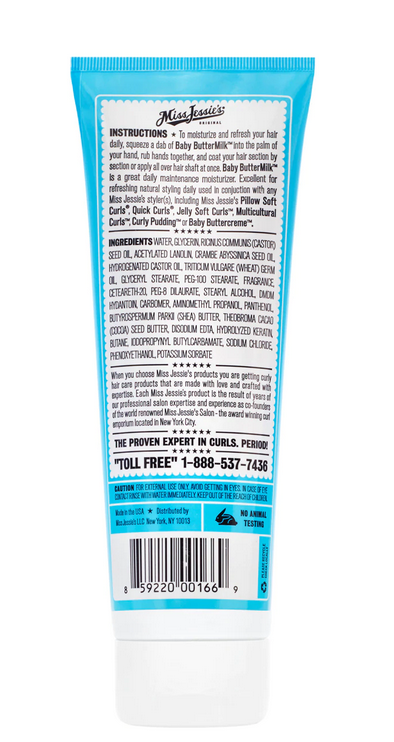 Miss Jessie's
ORIGINAL
INSTRUCTIONS ★ To moisturize and refresh your hair
daily, squeeze a dab of Baby ButterMilk™ into the palm of
your hand, rub hands together, and coat your hair section by
section or apply all over hair shaft at once. Baby ButterMilk™
is a great daily maintenance moisturizer. Excellent for
refreshing natural styling daily used in conjunction with any
Miss Jessie's styler(s), including Miss Jessie's Pillow Soft
Curls®, Quick Curls®, Jelly Soft Curls™, Multicultural
Curls™, Curly Pudding™ or Baby Buttercreme™.
★★★★★★
INGREDIENTS WATER, GLYCERIN, RICINUS COMMUNIS (CASTOR)
SEED OIL, ACETYLATED LANOLIN, CRAMBE ABYSSINICA SEED OIL,
HYDROGENATED CASTOR OIL, TRITICUM VULGARE (WHEAT) GERM
OIL, GLYCERYL STEARATE, PEG-100 STEARATE, FRAGRANCE,
CETEARETH-20, PEG-8 DILAURATE, STEARYL ALCOHOL, DMDM
HYDANTOIN, CARBOMER, AMINOMETHYL PROPANOL, PANTHENOL,
BUTYROSPERMUM PARKII (SHEA) BUTTER, THEOBROMA CACAO
(COCOA) SEED BUTTER, DISODIUM EDTA, HYDROLYZED KERATIN,
BUTANE, IODOPROPYNYL BUTYLCARBAMATE, SODIUM CHLORIDE,
PHENOXYETHANOL, POTASSIUM SORBATE
★★★★★★
When you choose Miss Jessie's products you are getting curly
hair care products that are made with love and crafted with
expertise. Each Miss Jessie's product is the result of years of
our professional salon expertise and experience as co-founders
of the world renowned Miss Jessie's Salon - the award winning curl
emporium located in New York City.
★★★★★★
THE PROVEN EXPERT IN CURLS. PERIOD!
★★★★★★
"TOLL FREE" 1-888-537-7436
CAUTION FOR EXTERNAL USE ONLY. AVOID GETTING IN EYES. IN CASE OF EYE
CONTACT RINSE WITH WATER IMMEDIATELY. KEEP OUT OF THE REACH OF CHILDREN.
Made in the USA ★ Distributed by
Miss Jessie's LLC New York, NY 10013
NO ANIMAL
TESTING
8 59220 00166 9
PLEASE RECYCLE